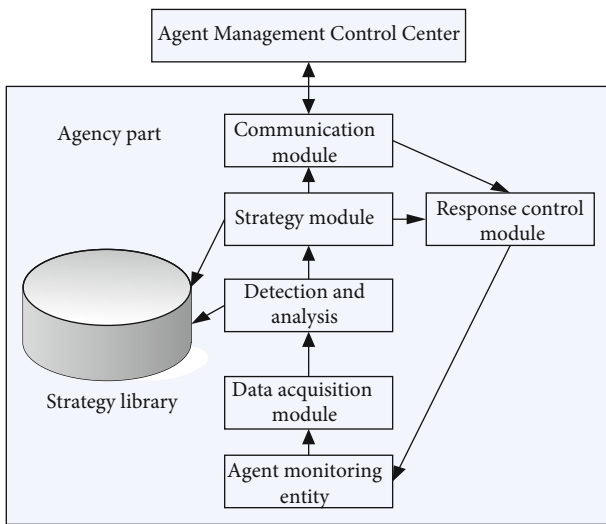 Agent Management Control Center
Agency part
Communication
module
Strategy module
Response control
module
Detection and
analysis
Strategy library
Data acquisition
module
Agent monitoring
entity